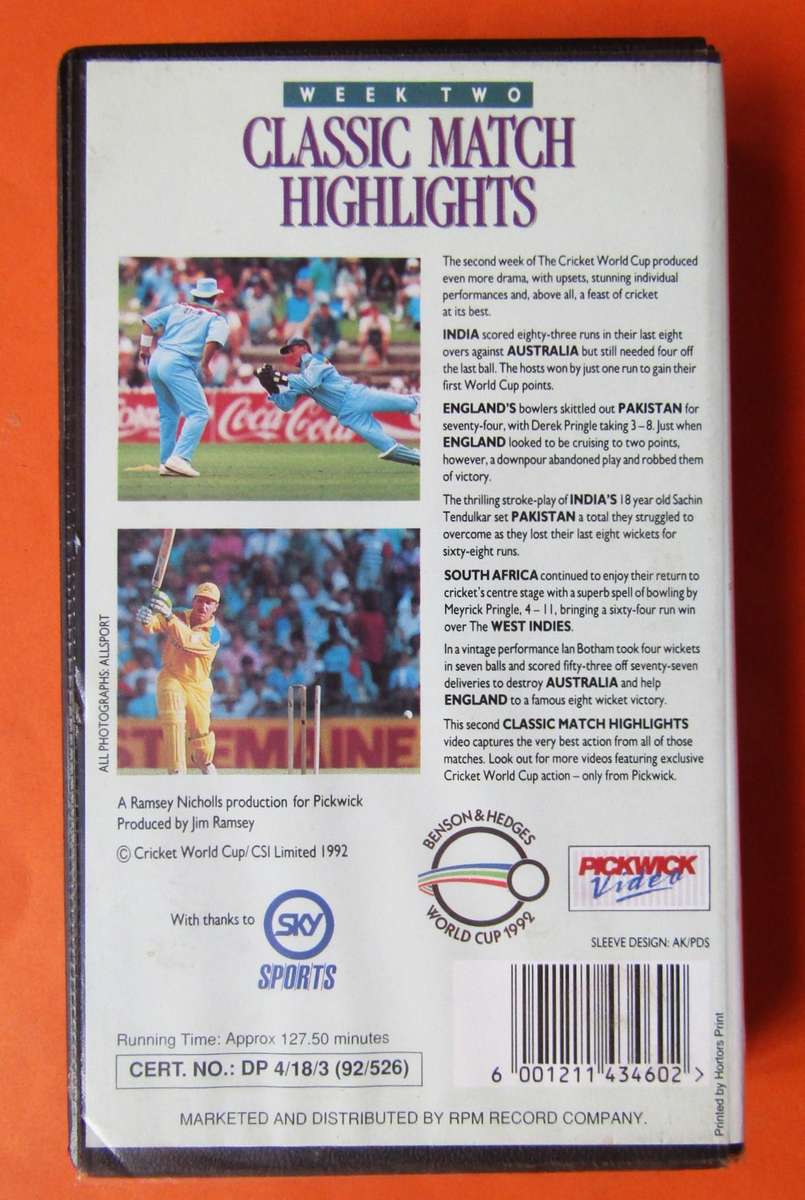 WEEK TWO
CLASSIC MATCH
HIGHLIGHTS
The second week of The Cricket World Cup produced
even more drama, with upsets, stunning individual
performances and, above all, a feast of cricket
at its best.
INDIA scored eighty-three runs in their last eight
overs against AUSTRALIA but still needed four off
the last ball. The hosts won by just one run to gain their
first World Cup points.
ENGLAND'S bowlers skittled out PAKISTAN for
seventy-four, with Derek Pringle taking 3 – 8. Just when
ENGLAND looked to be cruising to two points,
however, a downpour abandoned play and robbed them
of victory.
The thrilling stroke-play of INDIA'S 18 year old Sachin
Tendulkar set PAKISTAN a total they struggled to
overcome as they lost their last eight wickets for
sixty-eight runs.
SOUTH AFRICA continued to enjoy their return to
cricket's centre stage with a superb spell of bowling by
Meyrick Pringle, 4 – 11, bringing a sixty-four run win
over The WEST INDIES.
In a vintage performance Ian Botham took four wickets
in seven balls and scored fifty-three off seventy-seven
deliveries to destroy AUSTRALIA and help
ENGLAND to a famous eight wicket victory.
This second CLASSIC MATCH HIGHLIGHTS
video captures the very best action from all of those
matches. Look out for more videos featuring exclusive
Cricket World Cup action – only from Pickwick.
Coca-Cola
ALL PHOTOGRAPHS: ALLSPORT
A Ramsey Nicholls production for Pickwick
Produced by Jim Ramsey
© Cricket World Cup/ CSI Limited 1992
With thanks to
SKY
SPORTS
BENSON & HEDGES
WORLD CUP 1992
PICKWICK
Video
SLEEVE DESIGN: AK/PDS
Running Time: Approx 127.50 minutes
CERT. NO.: DP 4/18/3 (92/526)
6 001211 434602 >
Printed by Hortors Print
MARKETED AND DISTRIBUTED BY RPM RECORD COMPANY.